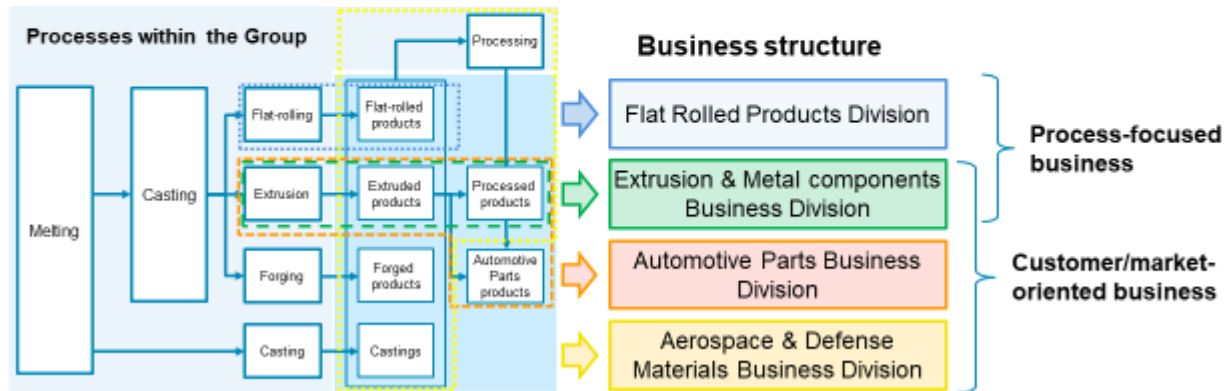 Processes within the Group
Processing
Business structure
Flat-rolling
Flat-rolled
products
Flat Rolled Products Division
Process-focused
business
Melting
Casting
Extrusion
Extruded
products
Processed
products
Extrusion & Metal components
Business Division
Forging
Forged
products
Automotive
Parts
products
Automotive Parts Business
Division
Customer/market-
oriented business
Casting
Castings
Aerospace & Defense
Materials Business Division